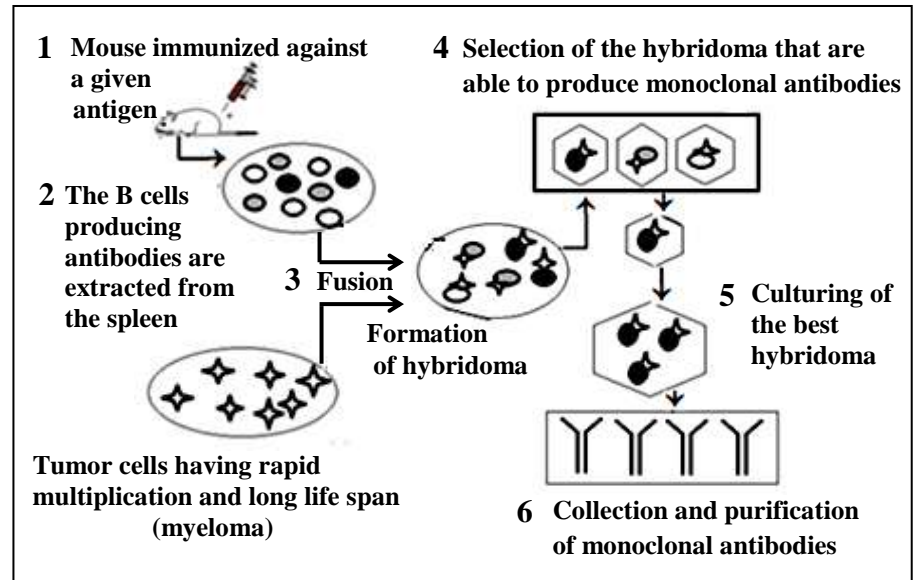 1 Mouse immunized against
a given
antigen
2 The B cells
producing
antibodies are
extracted from
the spleen
3 Fusion
Formation
of hybridoma
Tumor cells having rapid
multiplication and long life span
(myeloma)
4 Selection of the hybridoma that are
able to produce monoclonal antibodies
5 Culturing of
the best
hybridoma
6 Collection and purification
of monoclonal antibodies